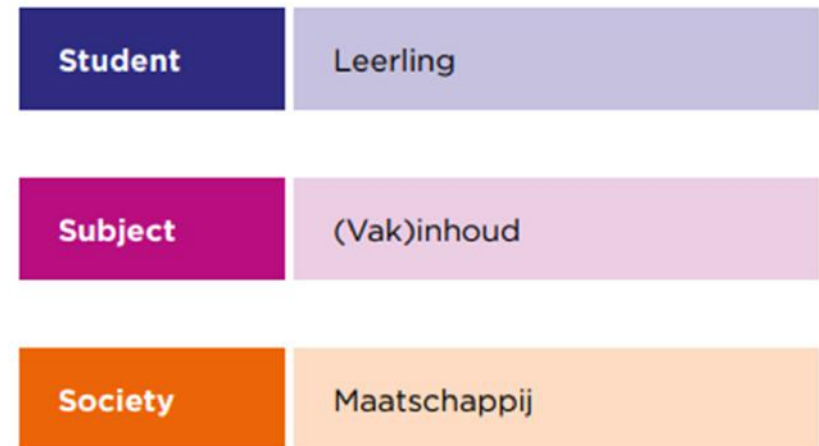 Student Leerling
Subject (Vak)inhoud
Society Maatschappij